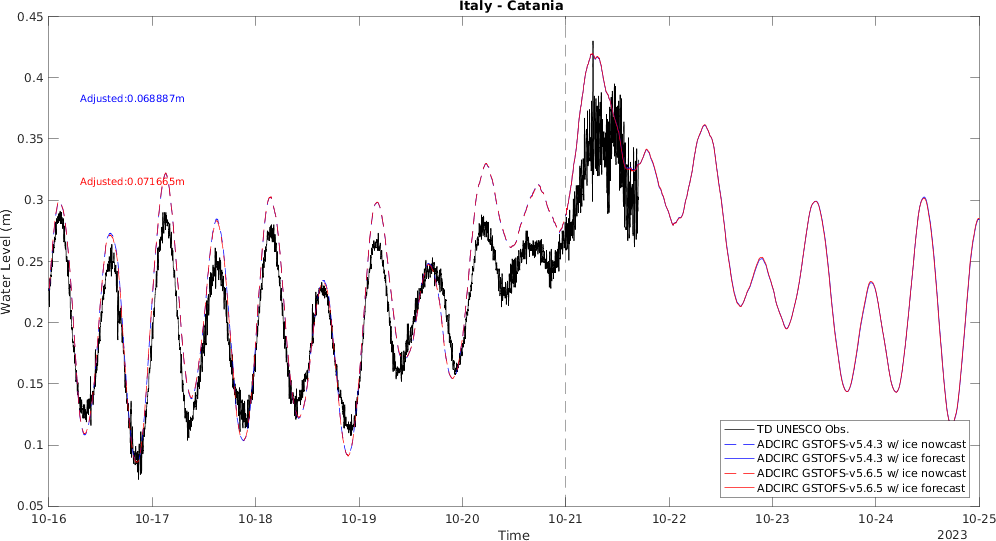 Italy - Catania
0.45
0.4
0.35
0.3
0.25
0.2
0.15
0.1
0.05
Water Level (m)
Adjusted:0.068887m
Adjusted:0.071665m
TD UNESCO Obs.
ADCIRC GSTOFS-v5.4.3 w/ ice nowcast
ADCIRC GSTOFS-v5.4.3 w/ ice forecast
ADCIRC GSTOFS-v5.6.5 w/ ice nowcast
ADCIRC GSTOFS-v5.6.5 w/ ice forecast
10-16 10-17 10-18 10-19 10-20 10-21 10-22 10-23 10-24 10-25
Time
2023